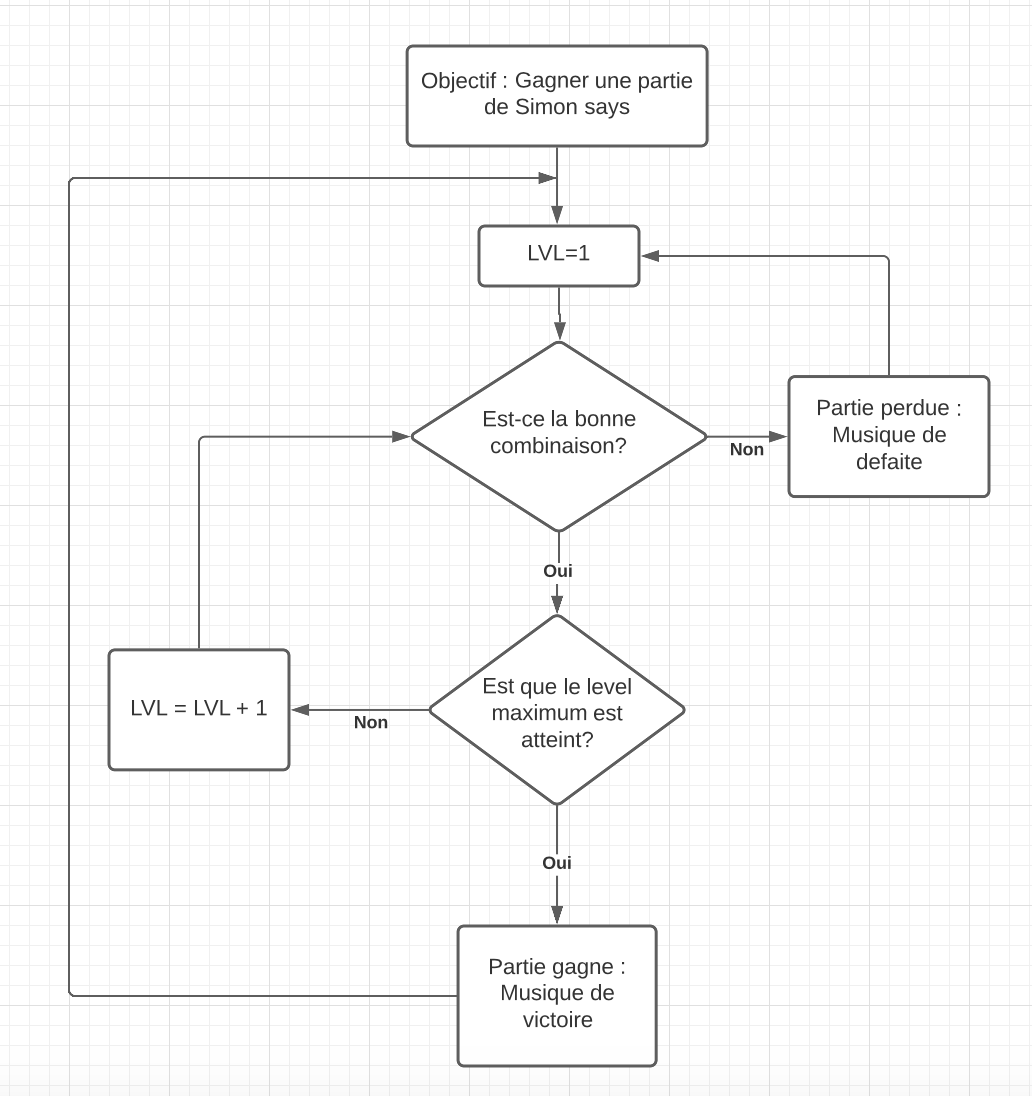 Objectif : Gagner une partie
de Simon says
LVL=1
Est-ce la bonne
combinaison?
Non
Partie perdue :
Musique de
defaite
Oui
Est que le level
maximum est
atteint?
Non
LVL = LVL + 1
Oui
Partie gagne :
Musique de
victoire